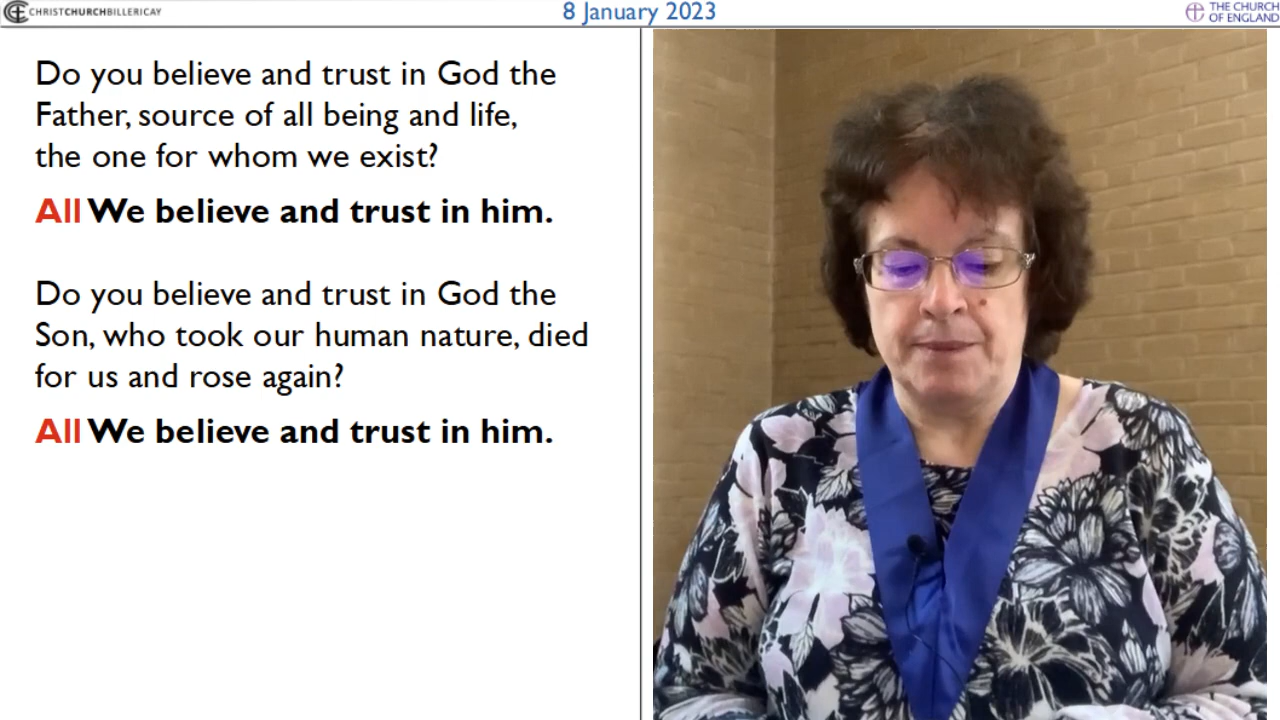 CHRISTCHURCHBILLERICAY
8 January 2023
THE CHURCH
OF ENGLAND
Do you believe and trust in God the
Father, source of all being and life,
the one for whom we exist?
All We believe and trust in him.
Do you believe and trust in God the
Son, who took our human nature, died
for us and rose again?
All We believe and trust in him.